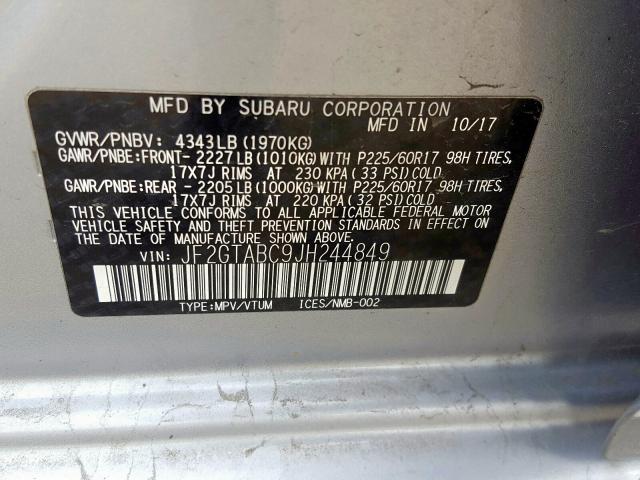 MFD BY SUBARU CORPORATION
MFD IN 10/17
GVWR/PNBV: 4343LB(1970KG)
GAWR/PNBE:FRONT- 2227LB(1010KG)WITH P225/60R17 98H TIRES,
17X7J RIMS AT 230 KPA(33 PSI)COLD
GAWR/PNBE:REAR - 2205LB(1000KG)WITH P225/60R17 98H TIRES,
17X7J RIMS AT 220 KPA(32 PSI)COLD
THIS VEHICLE CONFORMS TO ALL APPLICABLE FEDERAL MOTOR
VEHICLE SAFETY AND THEFT PREVENTION STANDARDS IN EFFECT ON
THE DATE OF MANUFACTURE SHOWN ABOVE.
VIN: JF2GTABC9JH244849
TYPE:MPV/VTUM ICES/NMB-002